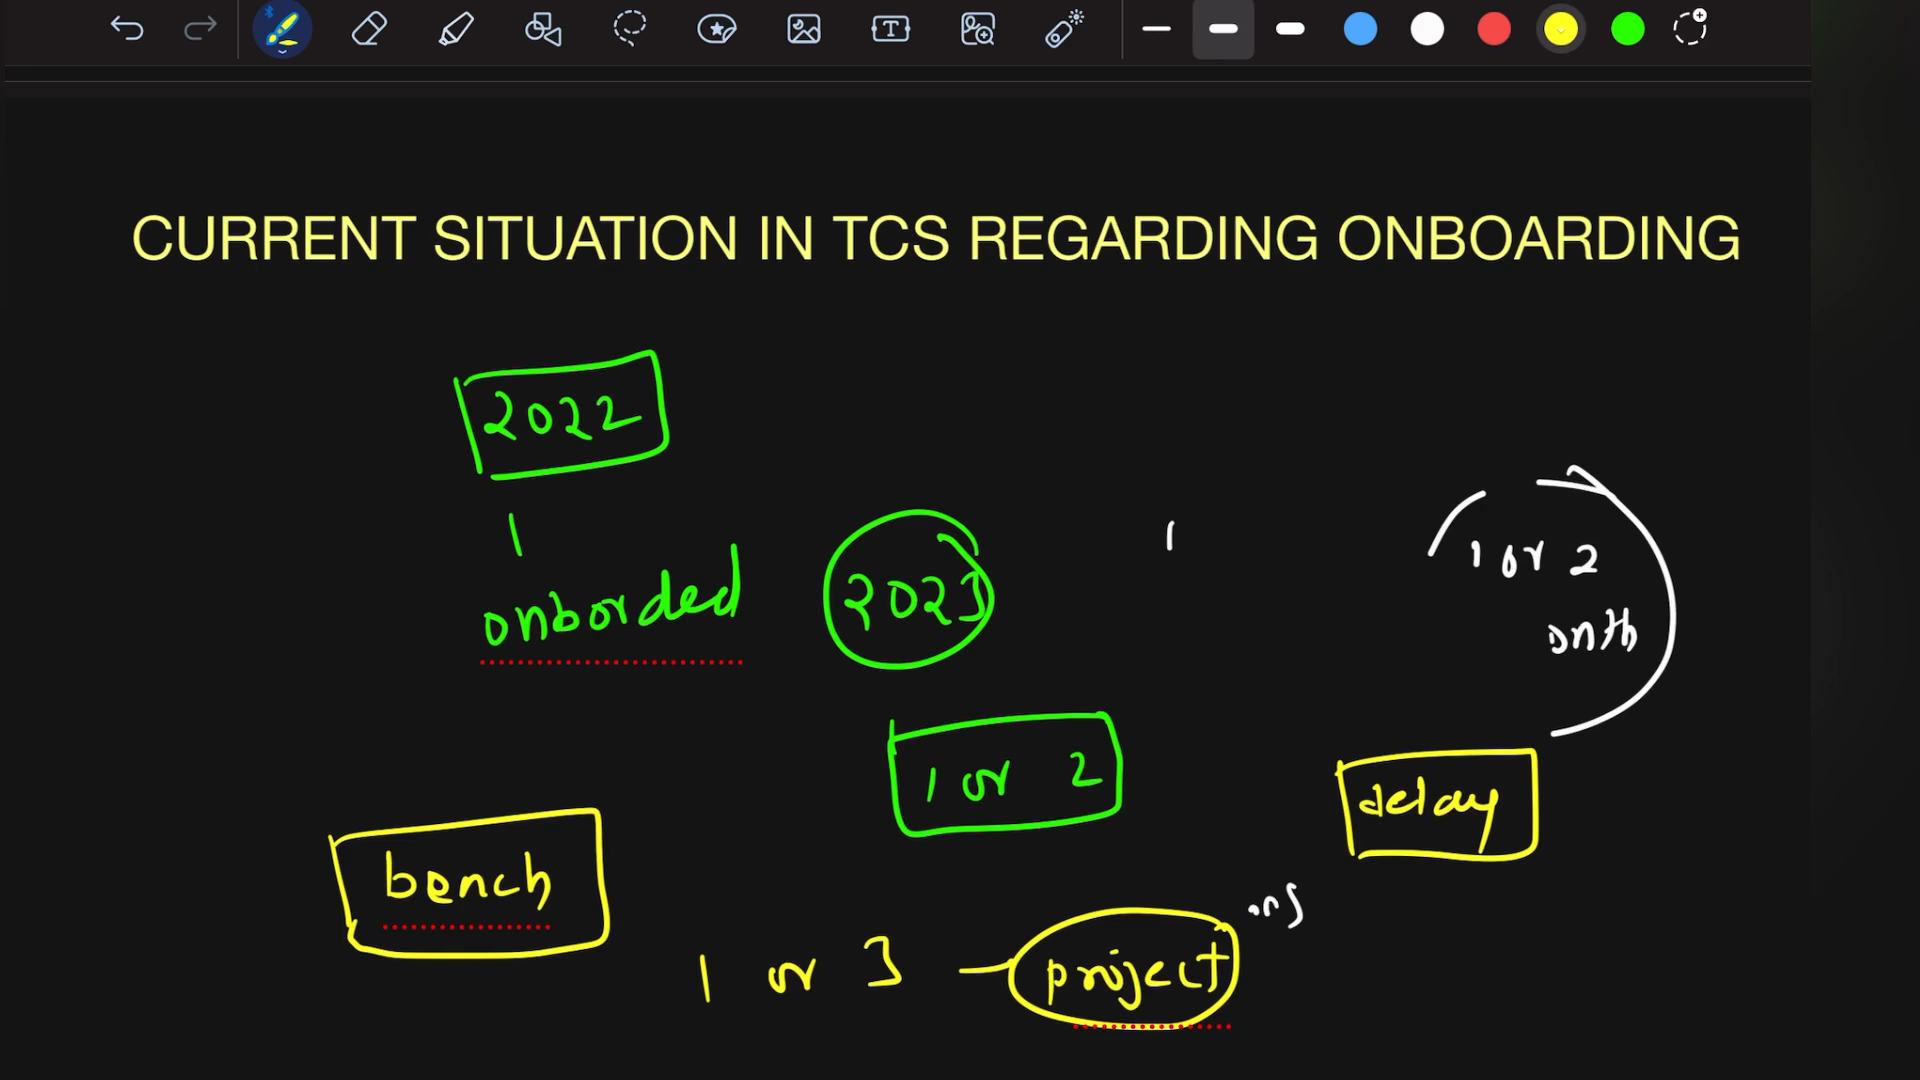 CURRENT SITUATION IN TCS REGARDING ONBOARDING
2022
onborded
2023
1 or 2
1 or 2
onth
delay
bench
1 or 3 — project